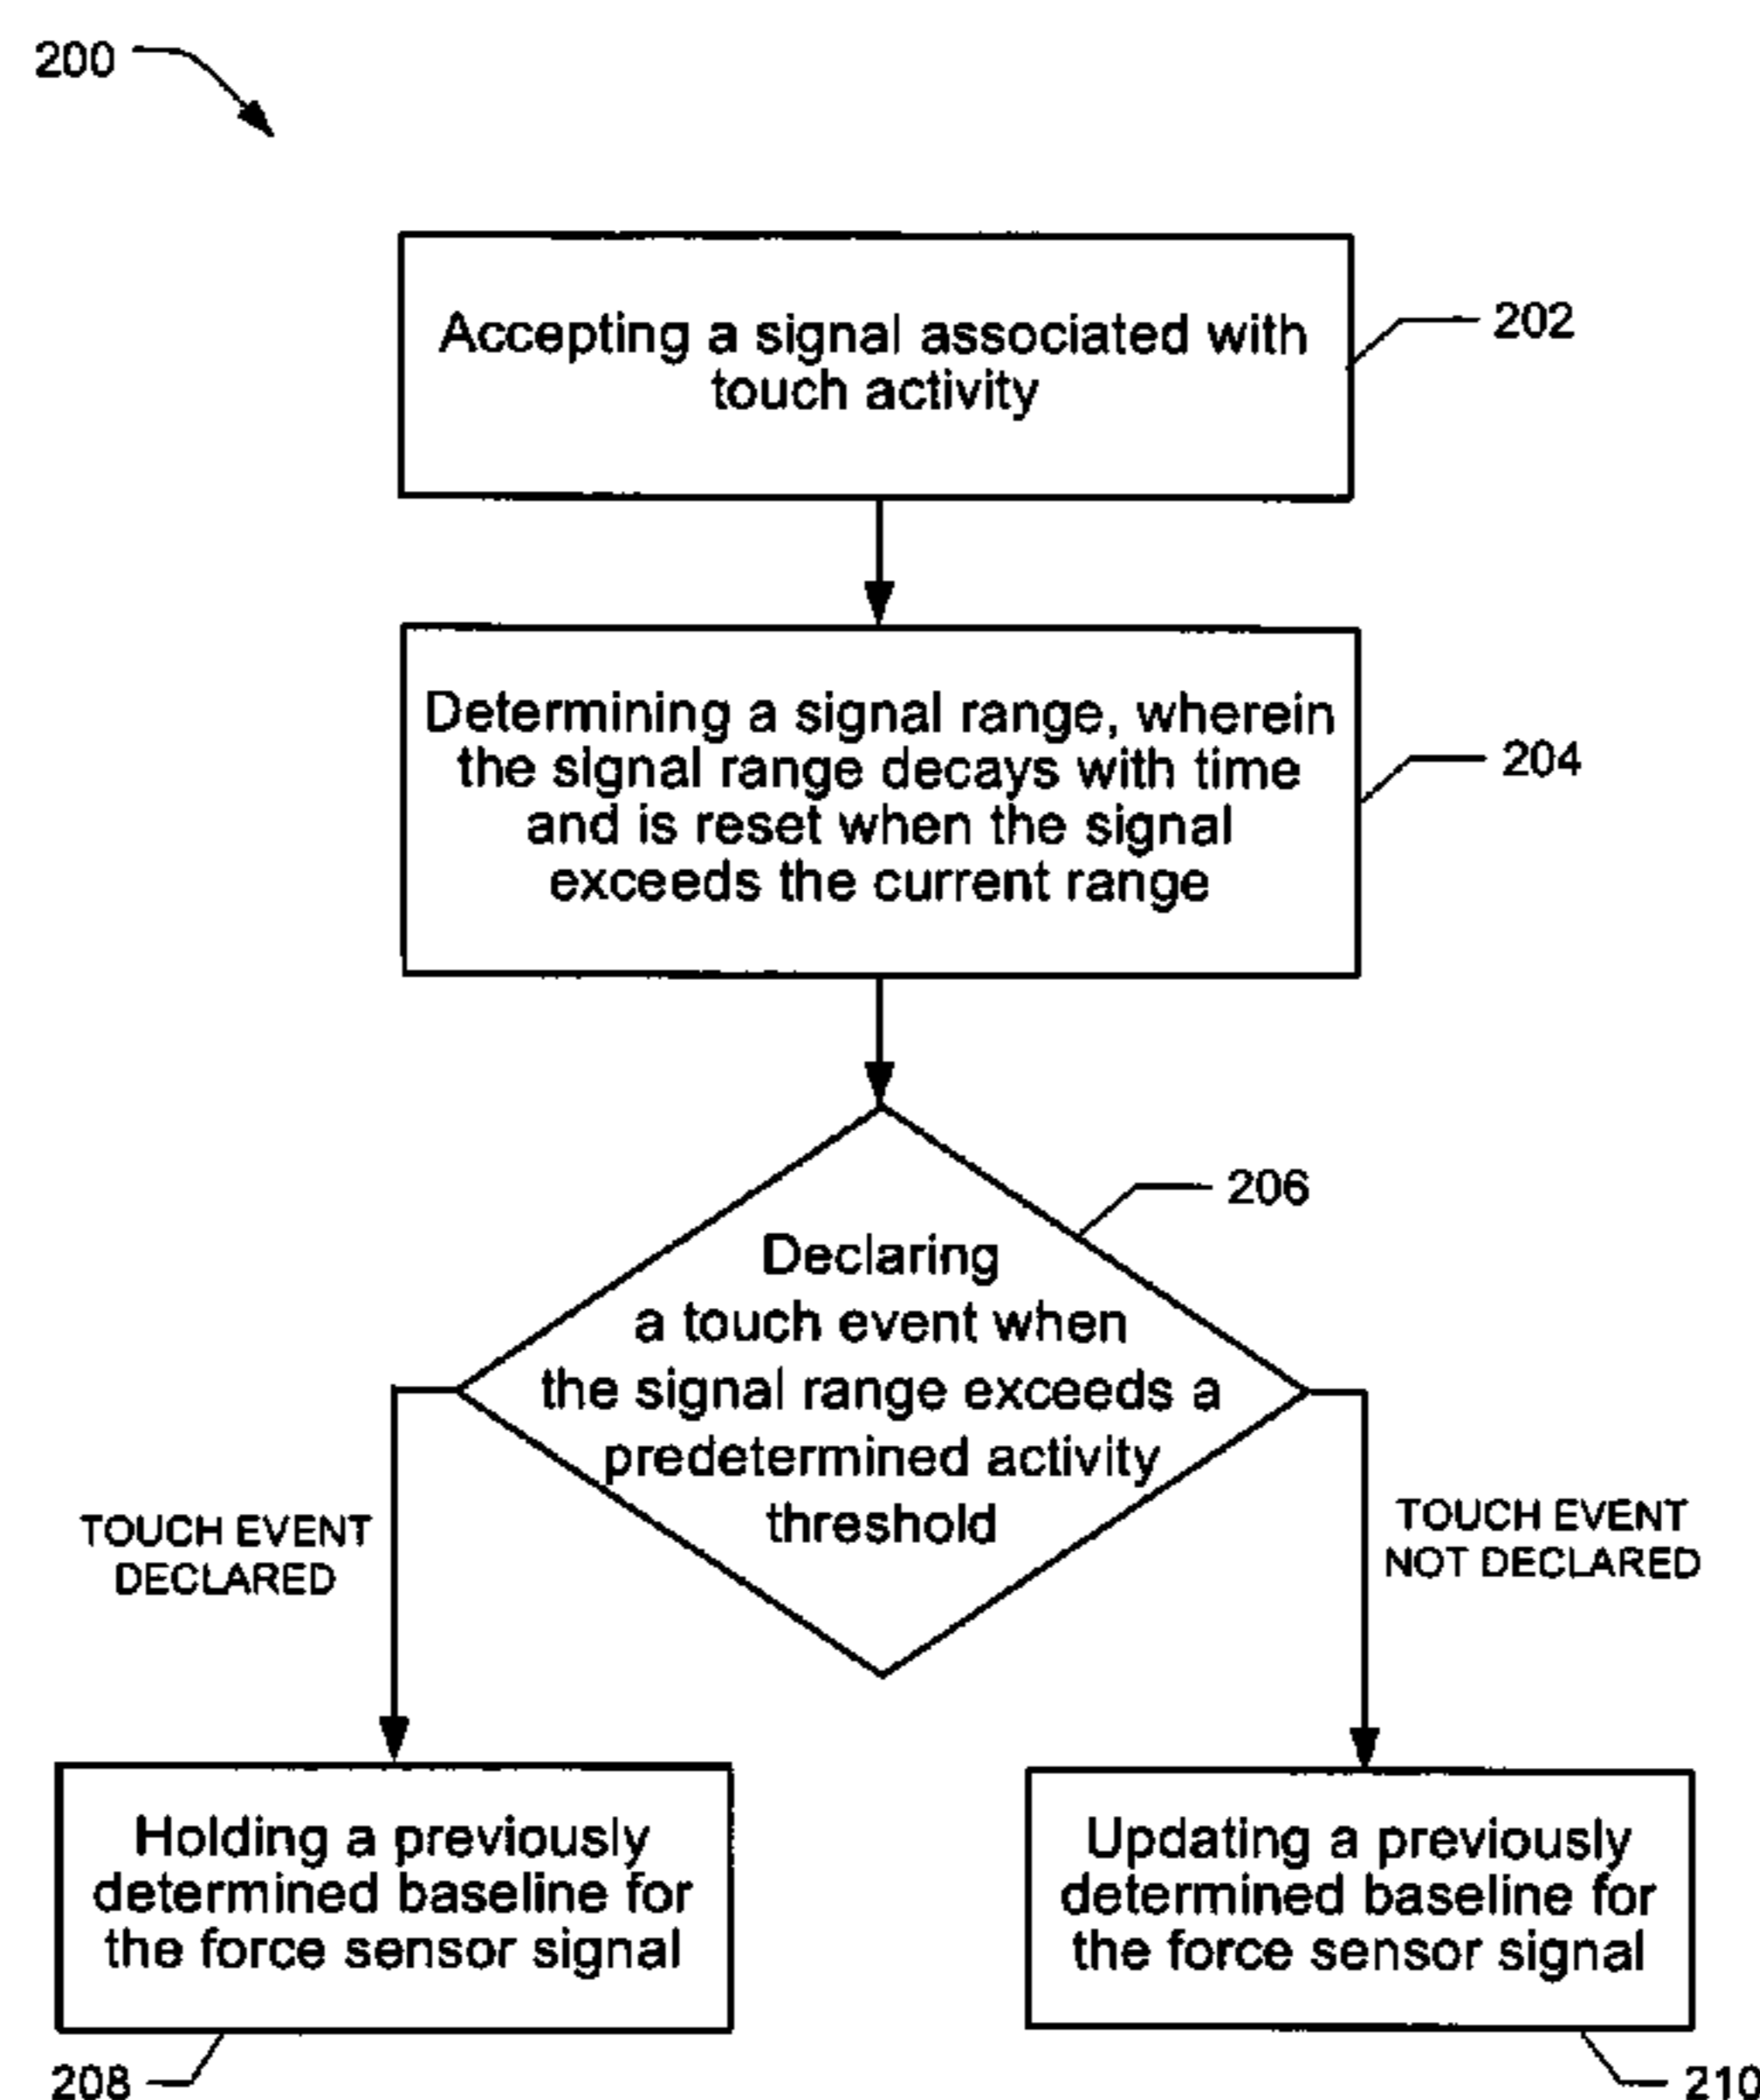 200
Accepting a signal associated with
touch activity
202
Determining a signal range, wherein
the signal range decays with time
and is reset when the signal
exceeds the current range
204
206
Declaring
a touch event when
the signal range exceeds a
predetermined activity
threshold
TOUCH EVENT
DECLARED
TOUCH EVENT
NOT DECLARED
Holding a previously
determined baseline for
the force sensor signal
208
Updating a previously
determined baseline for
the force sensor signal
210